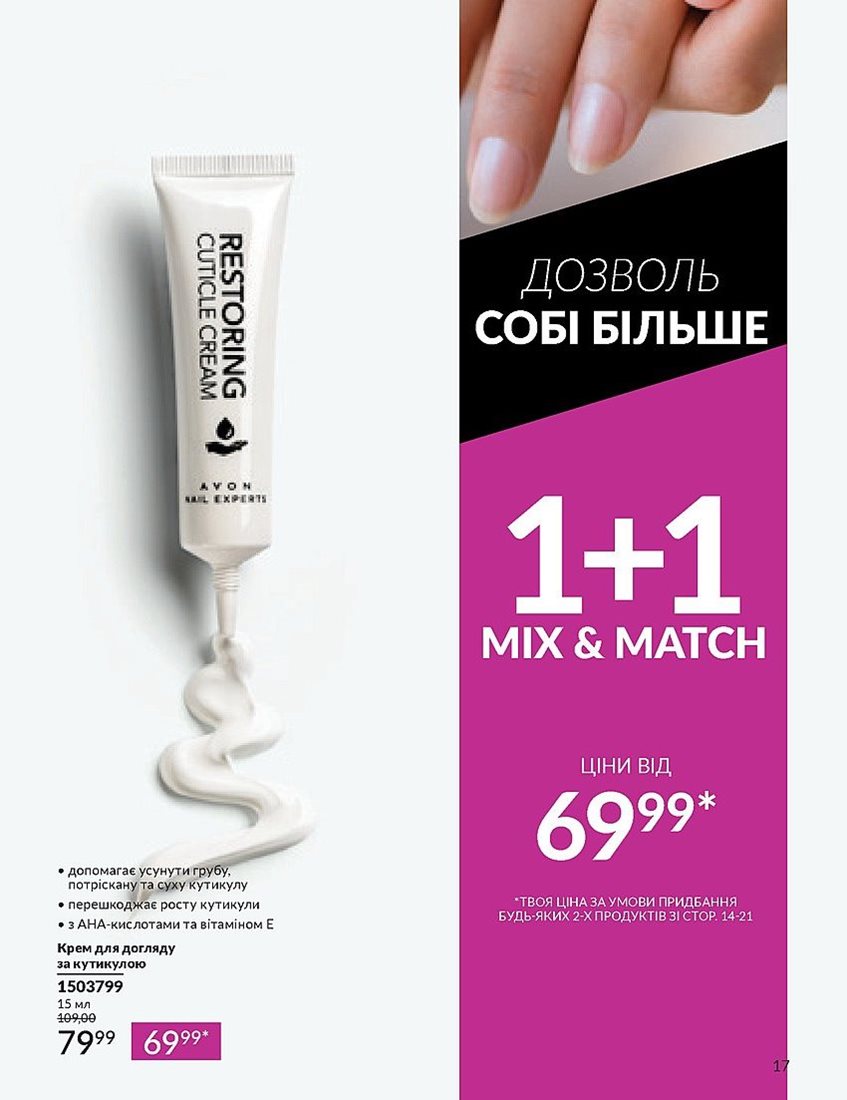 RESTORING
CUTICLE CREAM
AVON
NAIL EXPERTS
• допомагає усунути грубу,
потріскану та суху кутикулу
• перешкоджає росту кутикули
• з АНА-кислотами та вітаміном Е
Крем для догляду
за кутикулою
1503799
15 мл
109,00
79⁹⁹ 69⁹⁹*
ДОЗВОЛЬ
СОБІ БІЛЬШЕ
1+1
MIX & MATCH
ЦІНИ ВІД
69⁹⁹*
*ТВОЯ ЦІНА ЗА УМОВИ ПРИДБАННЯ
БУДЬ-ЯКИХ 2-Х ПРОДУКТІВ ЗІ СТОР. 14-21
17